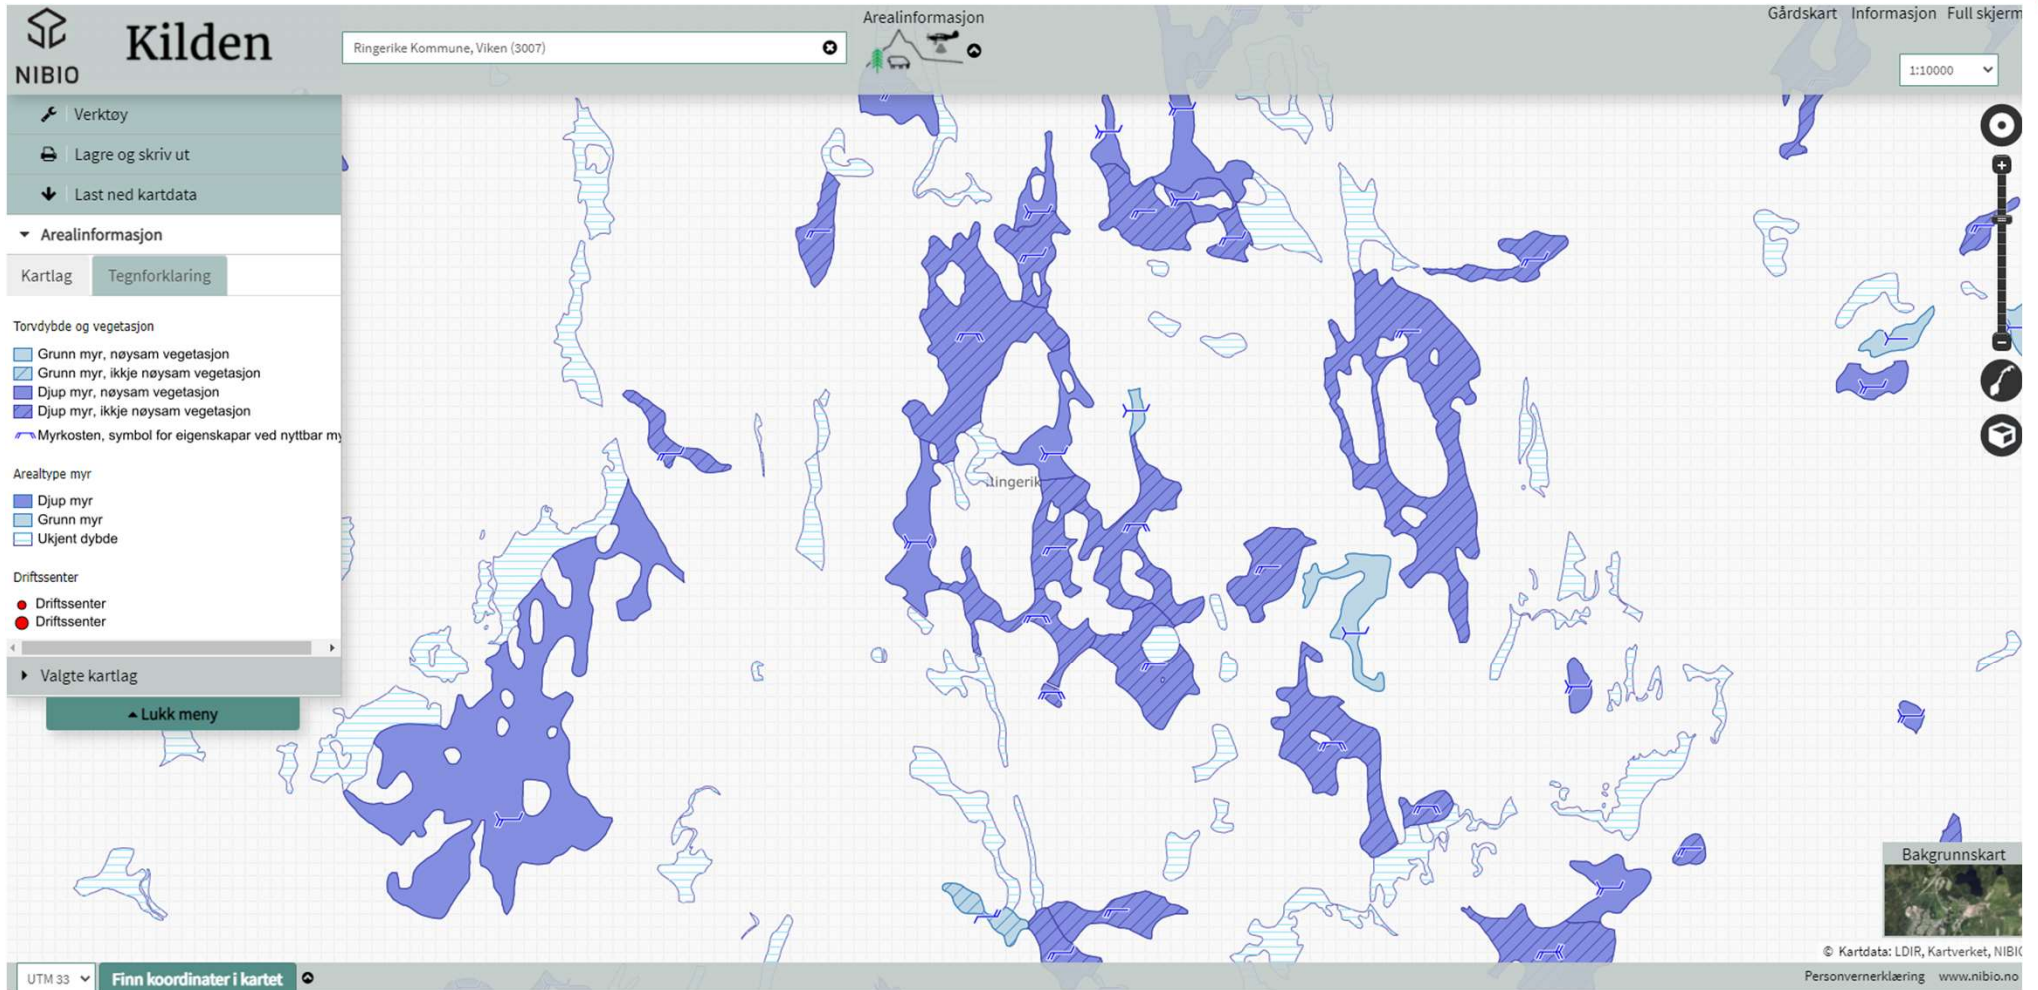 NIBIO
Kilden
Ringerike Kommune, Viken (3007)
Arealinformasjon
Gårdskart Informasjon Full skjerm
1:10000
Verktøy
Lagre og skriv ut
Last ned kartdata
Arealinformasjon
Kartlag Tegnforklaring
Torvdybde og vegetasjon
Grunn myr, nøysam vegetasjon
Grunn myr, ikkje nøysam vegetasjon
Djup myr, nøysam vegetasjon
Djup myr, ikkje nøysam vegetasjon
Myrkosten, symbol for eigenskapar ved nyttbar my
Arealtype myr
Djup myr
Grunn myr
Ukjent dybde
Driftssenter
Driftssenter
Driftssenter
Valgte kartlag
Lukk meny
ingerik
Bakgrunnskart
© Kartdata: LDIR, Kartverket, NIBIO
UTM 33
Finn koordinater i kartet
Personvernerklæring www.nibio.no